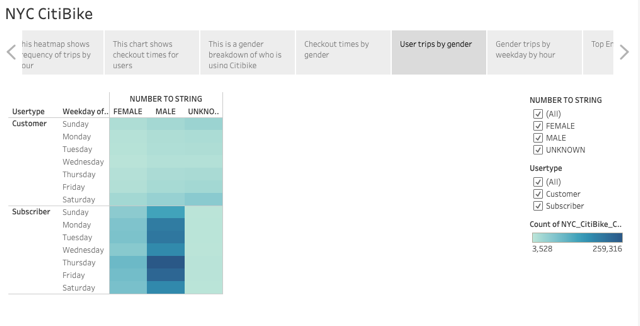 NYC CitiBike
his heatmap shows
requency of trips by
our
This chart shows
checkout times for
users
This is a gender
breakdown of who is
using Citibike
Checkout times by
gender
User trips by gender
Gender trips by
weekday by hour
Top Er
NUMBER TO STRING
Usertype Weekday of.. FEMALE MALE UNKNO..
Customer Sunday
Monday
Tuesday
Wednesday
Thursday
Friday
Saturday
Subscriber Sunday
Monday
Tuesday
Wednesday
Thursday
Friday
Saturday
NUMBER TO STRING
(All)
FEMALE
MALE
UNKNOWN
Usertype
(All)
Customer
Subscriber
Count of NYC_CitiBike_C..
3,528 259,316